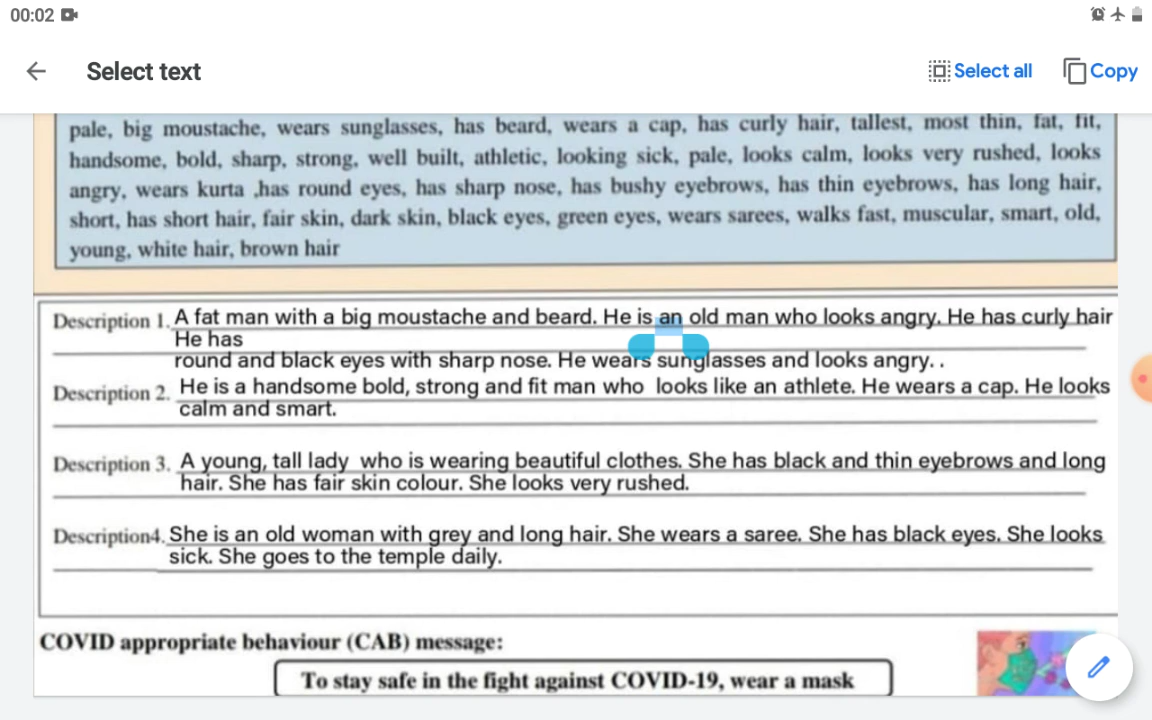 00:02
Select text
Select all
Copy
pale, big moustache, wears sunglasses, has beard, wears a cap, has curly hair, tallest, most thin, fat, fit,
handsome, bold, sharp, strong, well built, athletic, looking sick, pale, looks calm, looks very rushed, looks
angry, wears kurta ,has round eyes, has sharp nose, has bushy eyebrows, has thin eyebrows, has long hair,
short, has short hair, fair skin, dark skin, black eyes, green eyes, wears sarees, walks fast, muscular, smart, old,
young, white hair, brown hair
Description 1. A fat man with a big moustache and beard. He is an old man who looks angry. He has curly hair
He has
round and black eyes with sharp nose. He wears sunglasses and looks angry. .
Description 2. He is a handsome bold, strong and fit man who looks like an athlete. He wears a cap. He looks
calm and smart.
Description 3. A young, tall lady who is wearing beautiful clothes. She has black and thin eyebrows and long
hair. She has fair skin colour. She looks very rushed.
Description4. She is an old woman with grey and long hair. She wears a saree. She has black eyes. She looks
sick. She goes to the temple daily.
COVID appropriate behaviour (CAB) message:
To stay safe in the fight against COVID-19, wear a mask